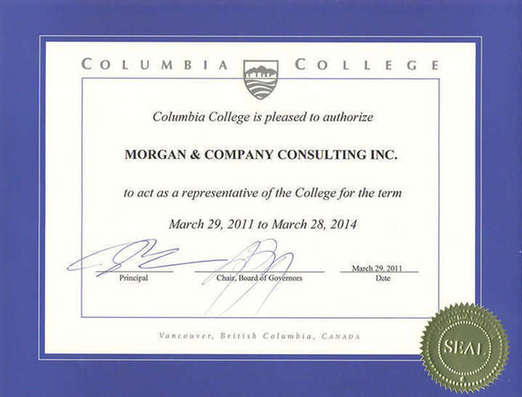 COLUMBIA COLLEGE
Columbia College is pleased to authorize
MORGAN & COMPANY CONSULTING INC.
to act as a representative of the College for the term
March 29, 2011 to March 28, 2014
March 29, 2011
Principal
Chair, Board of Governors
Date
Vancouver, British Columbia, CANADA
SEAL